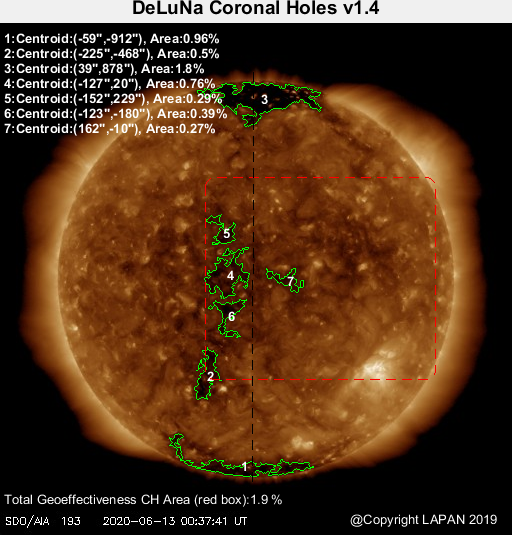 DeLuNa Coronal Holes v1.4
1:Centroid:(-59",-912"), Area:0.96%
2:Centroid:(-225",-468"), Area:0.5%
3:Centroid:(39",878"), Area:1.8%
4:Centroid:(-127",20"), Area:0.76%
5:Centroid:(-152",229"), Area:0.29%
6:Centroid:(-123",-180"), Area:0.39%
7:Centroid:(162",-10"), Area:0.27%
3
5
4
7
6
2
1
Total Geoeffectiveness CH Area (red box):1.9 %
SDO/AIA 193 2020-06-13 00:37:41 UT
@Copyright LAPAN 2019